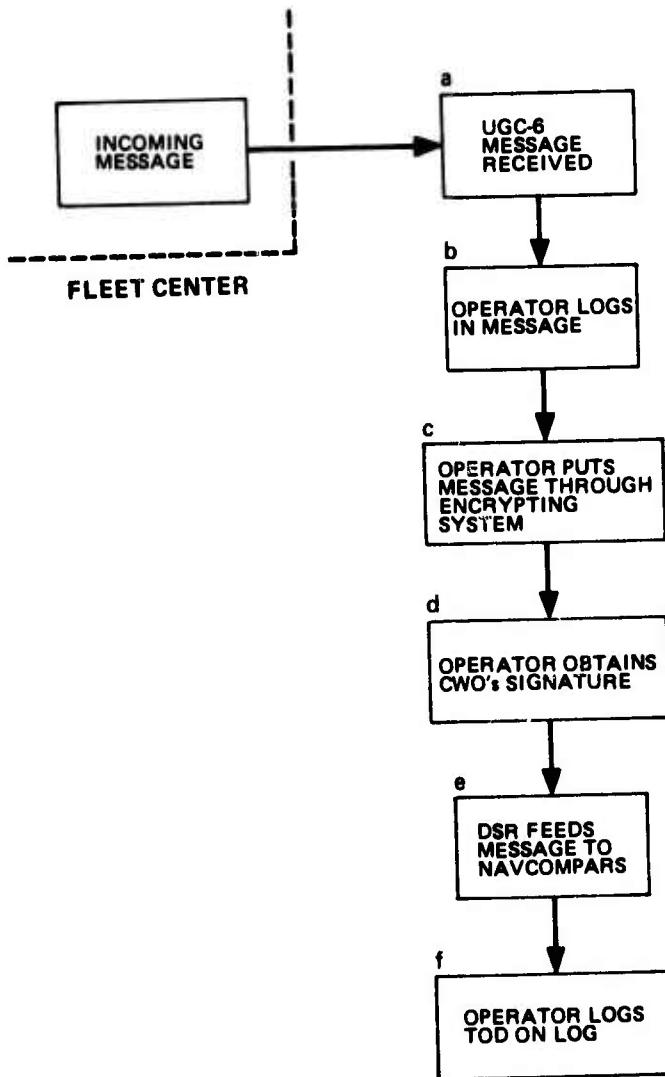 INCOMING
MESSAGE
FLEET CENTER
a
UGC-6
MESSAGE
RECEIVED
b
OPERATOR LOGS
IN MESSAGE
c
OPERATOR PUTS
MESSAGE THROUGH
ENCRYPTING
SYSTEM
d
OPERATOR OBTAINS
CWO's SIGNATURE
e
DSR FEEDS
MESSAGE TO
NAVCOMPARS
f
OPERATOR LOGS
TOD ON LOG